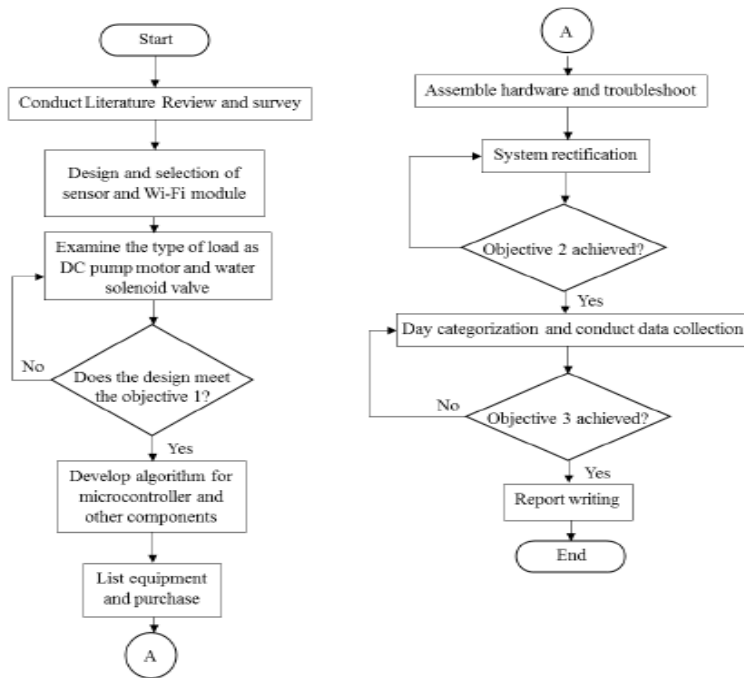 Start
Conduct Literature Review and survey
Design and selection of
sensor and Wi-Fi module
Examine the type of load as
DC pump motor and water
solenoid valve
No
Does the design meet
the objective 1?
Yes
Develop algorithm for
microcontroller and
other components
List equipment
and purchase
A
A
Assemble hardware and troubleshoot
System rectification
Objective 2 achieved?
Yes
Day categorization and conduct data collection
No
Objective 3 achieved?
Yes
Report writing
End